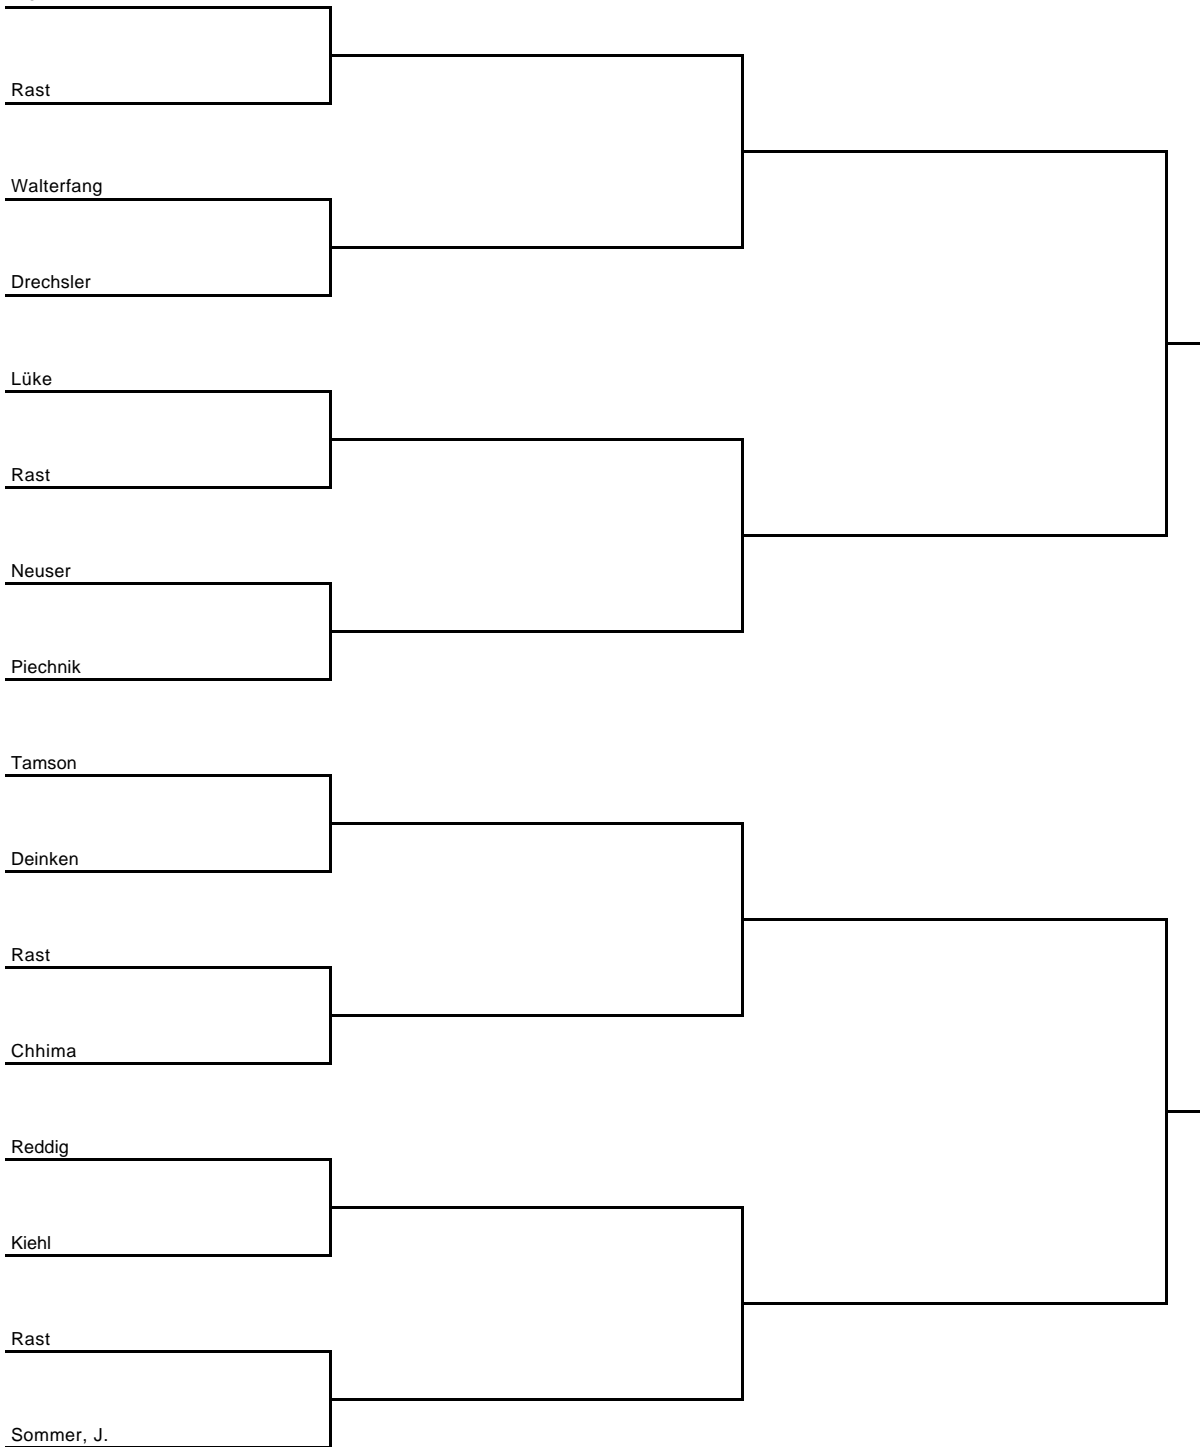 Rast
Walterfang
Drechsler
Lüke
Rast
Neuser
Piechnik
Tamson
Deinken
Rast
Chhima
Reddig
Kiehl
Rast
Sommer, J.